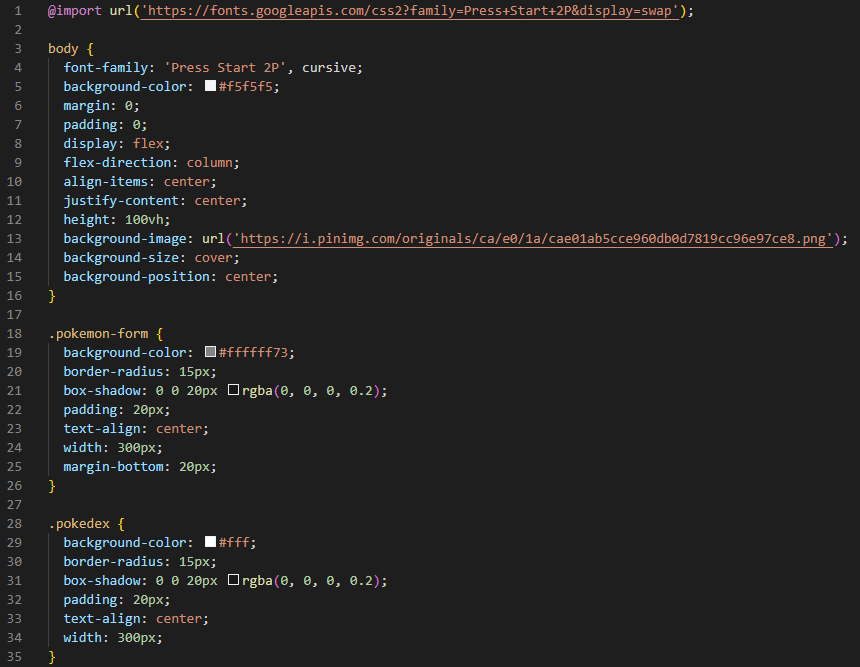 1 @import url('https://fonts.googleapis.com/css2?family=Press+Start+2P&display=swap');
2
3 body {
4 font-family: 'Press Start 2P', cursive;
5 background-color: #f5f5f5;
6 margin: 0;
7 padding: 0;
8 display: flex;
9 flex-direction: column;
10 align-items: center;
11 justify-content: center;
12 height: 100vh;
13 background-image: url('https://i.pinimg.com/originals/ca/e0/1a/cae01ab5cce960db0d7819cc96e97ce8.png');
14 background-size: cover;
15 background-position: center;
16 }
17
18 .pokemon-form {
19 background-color: #ffffff73;
20 border-radius: 15px;
21 box-shadow: 0 0 20px rgba(0, 0, 0, 0.2);
22 padding: 20px;
23 text-align: center;
24 width: 300px;
25 margin-bottom: 20px;
26 }
27
28 .pokedex {
29 background-color: #fff;
30 border-radius: 15px;
31 box-shadow: 0 0 20px rgba(0, 0, 0, 0.2);
32 padding: 20px;
33 text-align: center;
34 width: 300px;
35 }